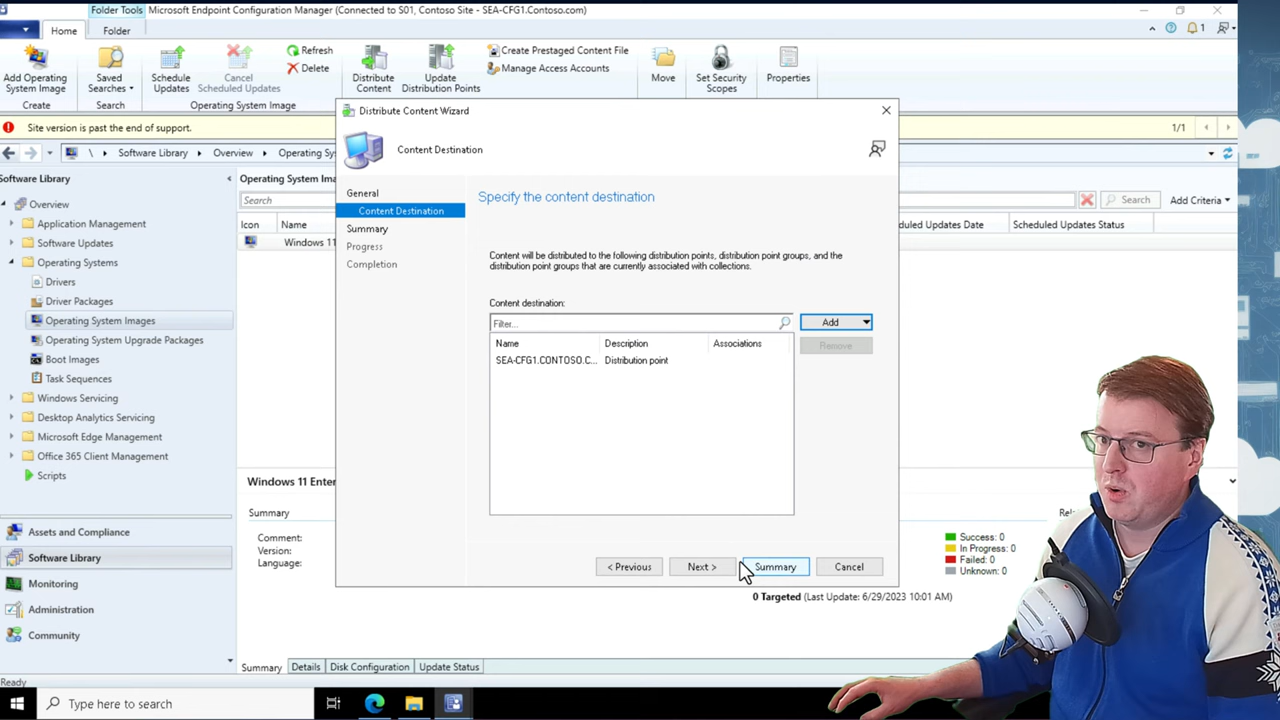 Folder Tools
Microsoft Endpoint Configuration Manager (Connected to S01, Contoso Site - SEA-CFG1.Contoso.com)
Home
Folder
1
Add Operating
System Image
Create
Saved
Searches
Search
Schedule
Updates
Cancel
Scheduled Updates
Refresh
Delete
Operating System Image
Distribute
Content
Update
Distribution Points
Create Prestaged Content File
Manage Access Accounts
Move
Set Security
Scopes
Properties
Site version is past the end of support.
1/1
\
Software Library
Overview
Operating Sy
Software Library
Overview
Application Management
Software Updates
Operating Systems
Drivers
Driver Packages
Operating System Images
Operating System Upgrade Packages
Boot Images
Task Sequences
Windows Servicing
Desktop Analytics Servicing
Microsoft Edge Management
Office 365 Client Management
Scripts
Assets and Compliance
Software Library
Monitoring
Administration
Community
Operating System Ima
Search
Search
Add Criteria
Icon
Name
eduled Updates Date
Scheduled Updates Status
Windows 11
Distribute Content Wizard
Content Destination
General
Content Destination
Summary
Progress
Completion
Specify the content destination
Content will be distributed to the following distribution points, distribution point groups, and the
distribution point groups that are currently associated with collections.
Content destination:
Filter...
Add
Remove
Name
Description
Associations
SEA-CFG1.CONTOSO.C...
Distribution point
< Previous
Next >
Summary
Cancel
Windows 11 Enter
Summary
Comment:
Version:
Language:
Success: 0
In Progress: 0
Failed: 0
Unknown: 0
0 Targeted (Last Update: 6/29/2023 10:01 AM)
Summary
Details
Disk Configuration
Update Status
Ready
Type here to search